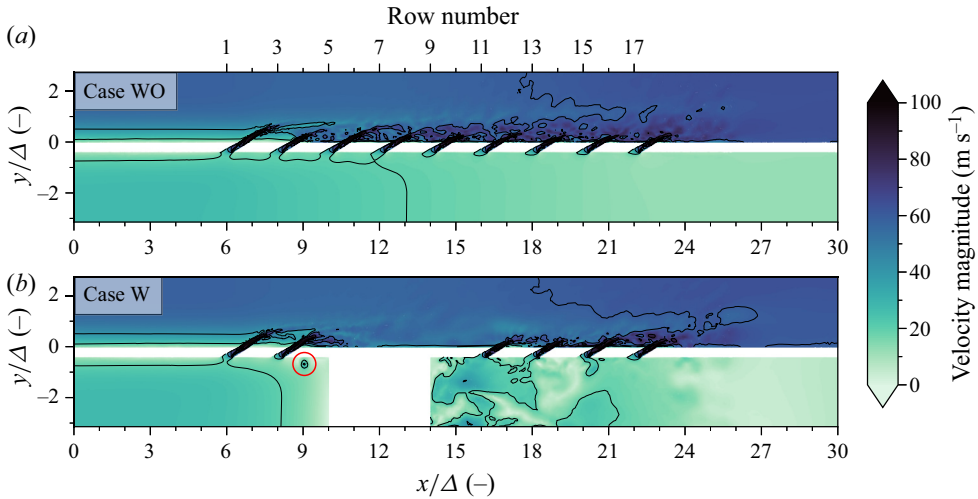 Row number
(a)
1 3 5 7 9 11 13 15 17
Case WO
y/Δ (–)
2
0
−2
0 3 6 9 12 15 18 21 24 27 30
(b)
Case W
y/Δ (–)
2
0
−2
0 3 6 9 12 15 18 21 24 27 30
x/Δ (–)
100
80
60
40
20
0
Velocity magnitude (m s⁻¹)